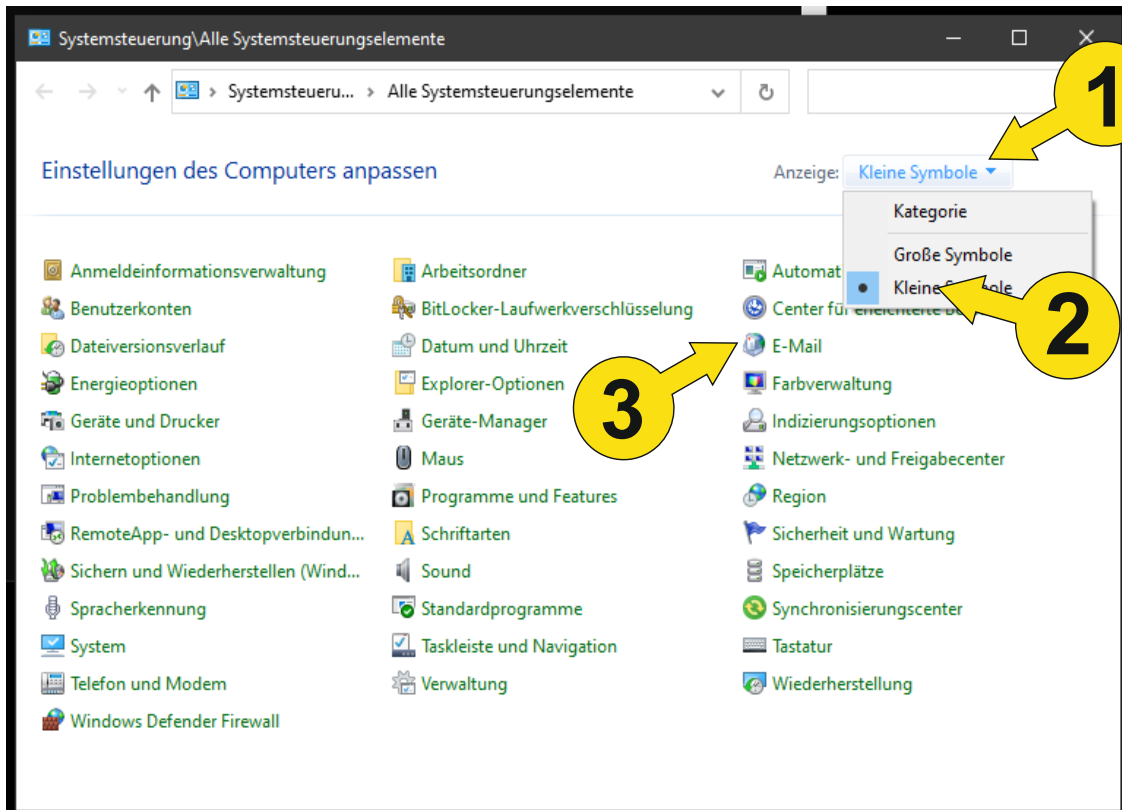 Systemsteuerung\Alle Systemsteuerungselemente
Systemsteueru... > Alle Systemsteuerungselemente
1
Einstellungen des Computers anpassen
Anzeige: Kleine Symbole
Kategorie
Große Symbole
Kleine
2
Anmeldeinformationsverwaltung
Arbeitsordner
Automat
Benutzerkonten
BitLocker-Laufwerkverschlüsselung
Center für erleichterte
Dateiversionsverlauf
Datum und Uhrzeit
E-Mail
3
Energieoptionen
Explorer-Optionen
Farbverwaltung
Geräte und Drucker
Geräte-Manager
Indizierungsoptionen
Internetoptionen
Maus
Netzwerk- und Freigabecenter
Problembehandlung
Programme und Features
Region
RemoteApp- und Desktopverbindun...
Schriftarten
Sicherheit und Wartung
Sichern und Wiederherstellen (Wind...
Sound
Speicherplätze
Spracherkennung
Standardprogramme
Synchronisierungscenter
System
Taskleiste und Navigation
Tastatur
Telefon und Modem
Verwaltung
Wiederherstellung
Windows Defender Firewall